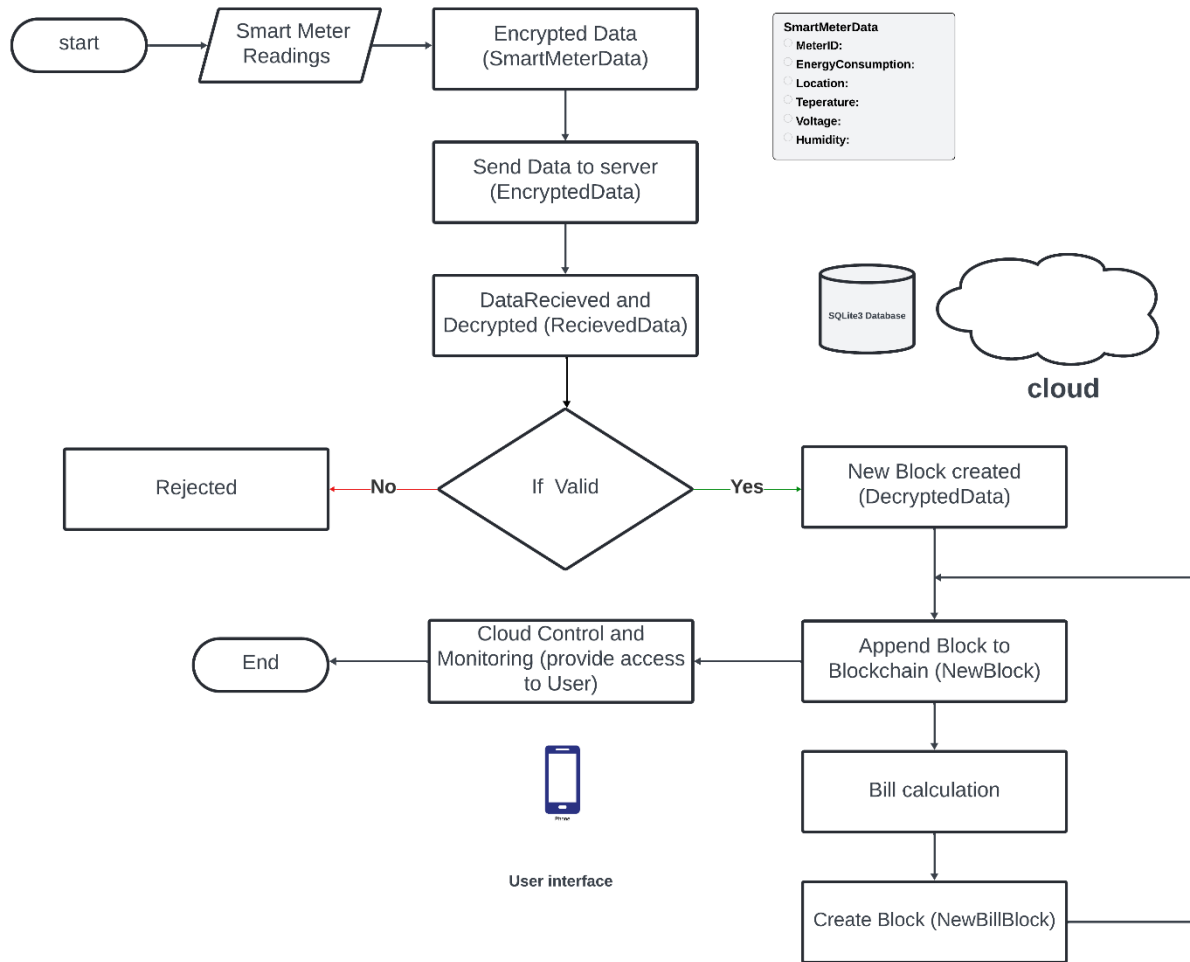 start
Smart Meter
Readings
Encrypted Data
(SmartMeterData)
SmartMeterData
MeterID:
EnergyConsumption:
Location:
Teperature:
Voltage:
Humidity:
Send Data to server
(EncryptedData)
DataRecieved and
Decrypted (RecievedData)
SQLite3 Database
cloud
Rejected
No
If Valid
Yes
New Block created
(DecryptedData)
End
Cloud Control and
Monitoring (provide access
to User)
Append Block to
Blockchain (NewBlock)
Bill calculation
Phone
User interface
Create Block (NewBillBlock)